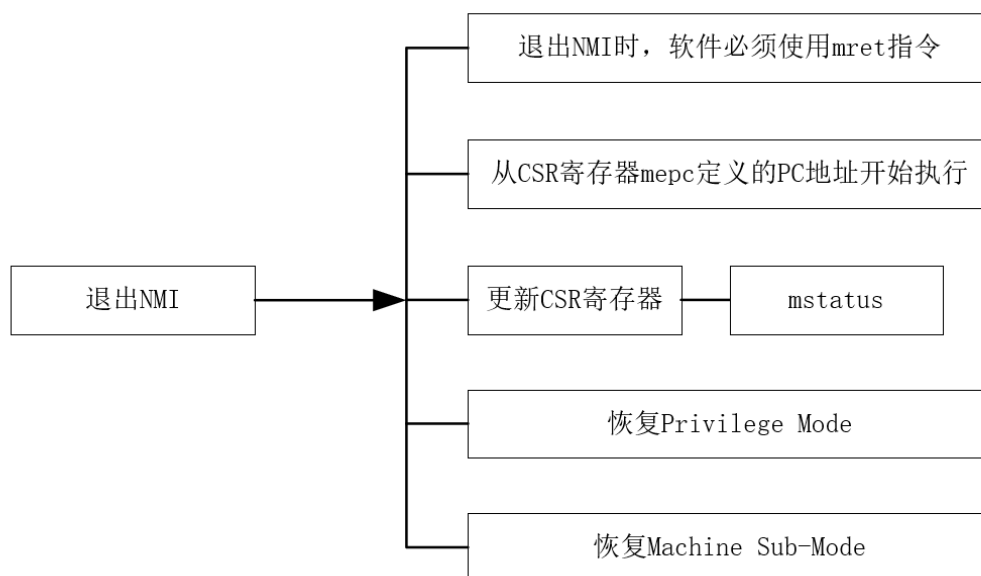 退出NMI时，软件必须使用mret指令
从CSR寄存器mepc定义的PC地址开始执行
退出NMI
更新CSR寄存器
mstatus
恢复Privilege Mode
恢复Machine Sub-Mode